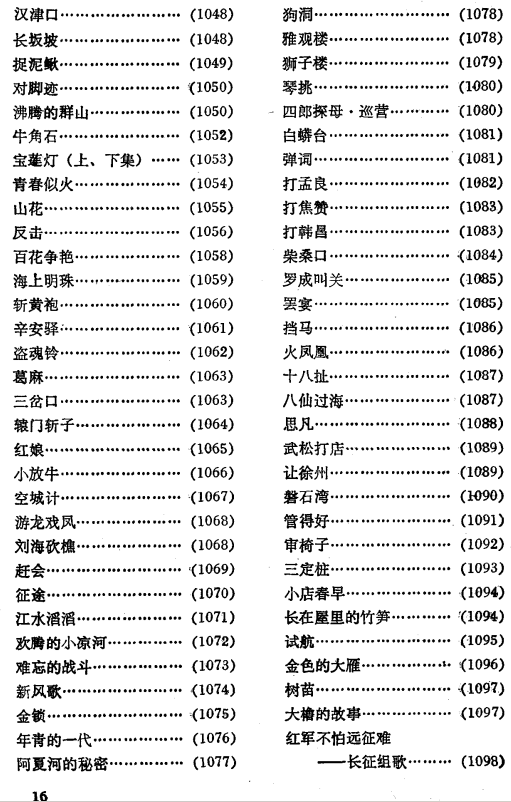 汉津口…………………… (1048)
长坂坡…………………… (1048)
捉泥鳅…………………… (1049)
对脚迹…………………… (1050)
沸腾的群山……………… (1050)
牛角石…………………… (1052)
宝莲灯（上、下集）…… (1053)
青春似火………………… (1054)
山花……………………… (1055)
反击……………………… (1056)
百花争艳………………… (1058)
海上明珠………………… (1059)
斩黄袍…………………… (1060)
辛安驿…………………… (1061)
盗魂铃…………………… (1062)
葛麻……………………… (1063)
三岔口…………………… (1063)
辕门斩子………………… (1064)
红娘……………………… (1065)
小放牛…………………… (1066)
空城计…………………… (1067)
游龙戏凤………………… (1068)
刘海砍樵………………… (1068)
赶会……………………… (1069)
征途……………………… (1070)
江水滔滔………………… (1071)
欢腾的小凉河…………… (1072)
难忘的战斗……………… (1073)
新风歌…………………… (1074)
金锁……………………… (1075)
年青的一代……………… (1076)
阿夏河的秘密…………… (1077)
狗洞……………………… (1078)
雅观楼…………………… (1078)
狮子楼…………………… (1079)
琴挑……………………… (1080)
四郎探母·巡营………… (1080)
白蟒台…………………… (1081)
弹词……………………… (1081)
打孟良…………………… (1082)
打焦赞…………………… (1083)
打韩昌…………………… (1083)
柴桑口…………………… (1084)
罗成叫关………………… (1085)
罢宴……………………… (1085)
挡马……………………… (1086)
火凤凰…………………… (1086)
十八扯…………………… (1087)
八仙过海………………… (1087)
思凡……………………… (1088)
武松打店………………… (1089)
让徐州…………………… (1089)
磐石湾…………………… (1090)
管得好…………………… (1091)
审椅子…………………… (1092)
三定桩…………………… (1093)
小店春早………………… (1094)
长在屋里的竹笋………… (1094)
试航……………………… (1095)
金色的大雁……………… (1096)
树苗……………………… (1097)
大橹的故事……………… (1097)
红军不怕远征难
——长征组歌……… (1098)
16